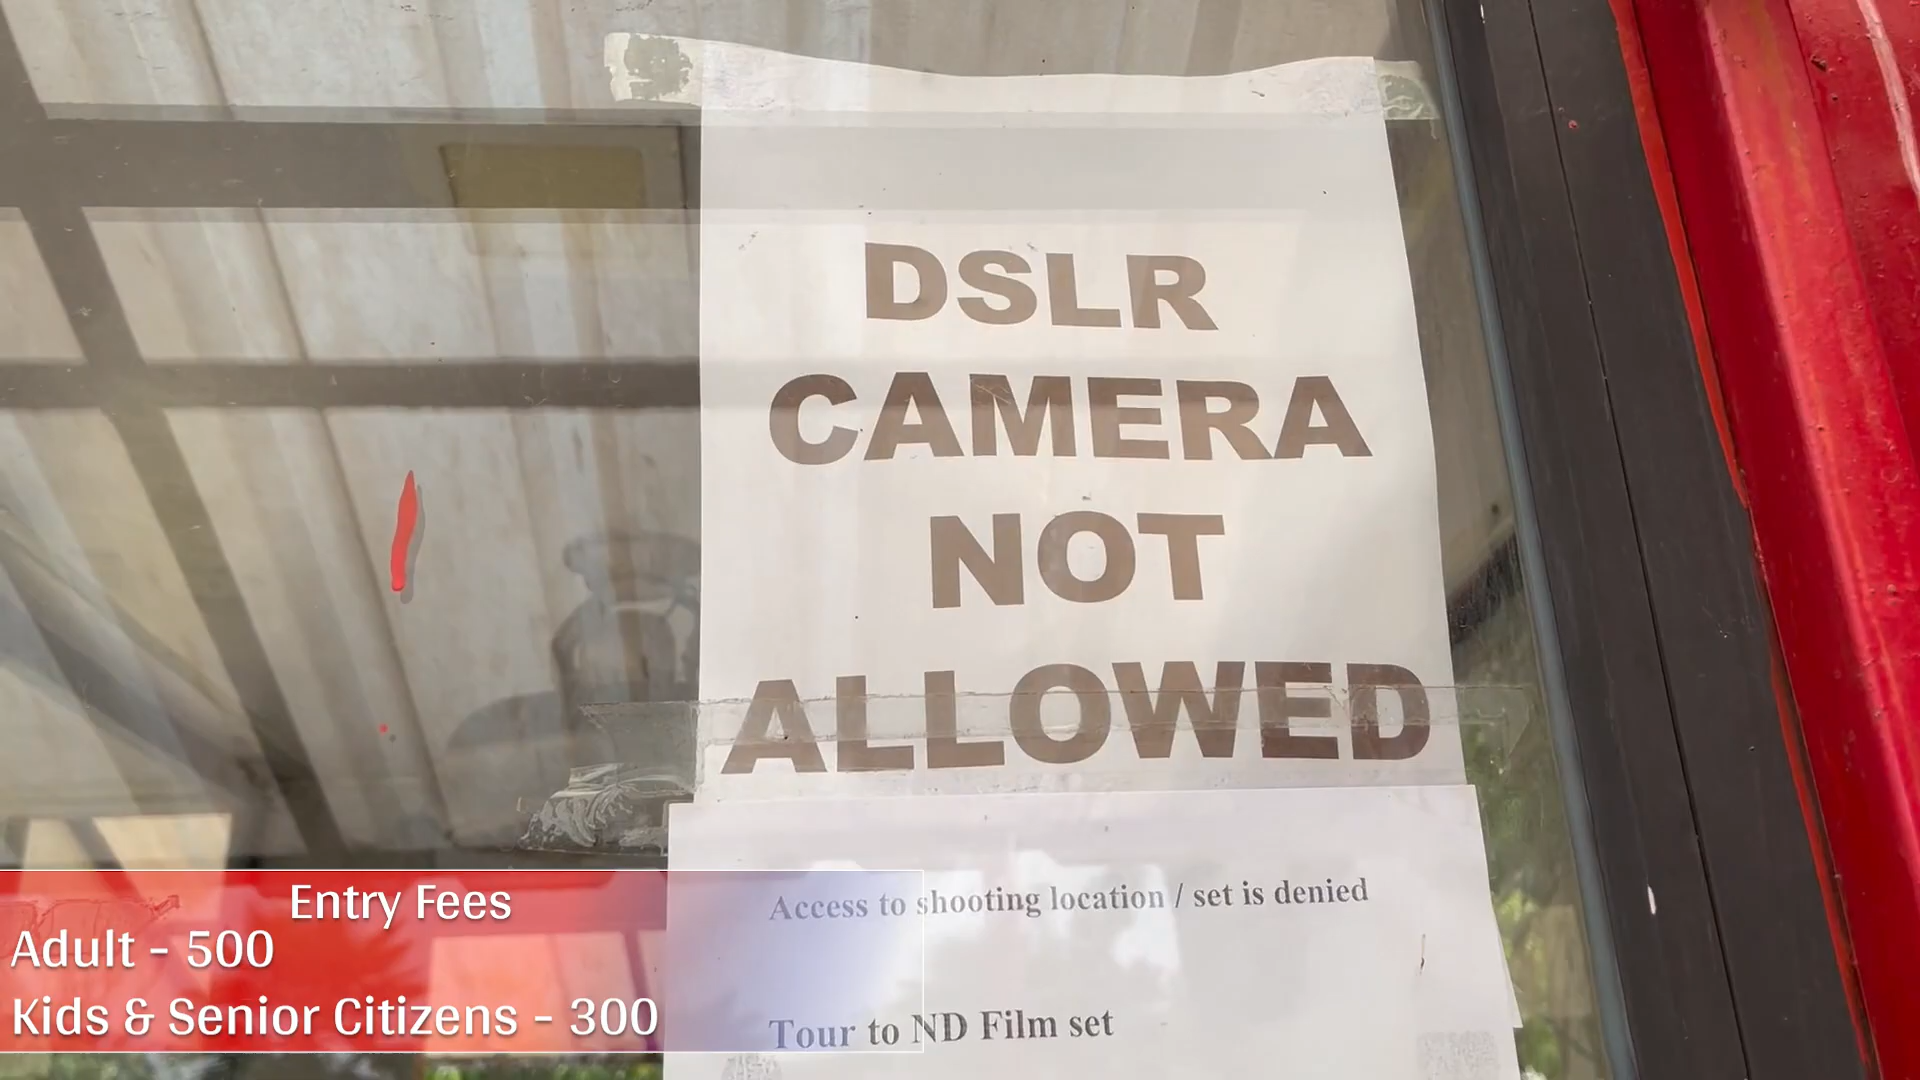 DSLR
CAMERA
NOT
ALLOWED
Access to shooting location / set is denied
Tour to ND Film set
Entry Fees
Adult - 500
Kids & Senior Citizens - 300